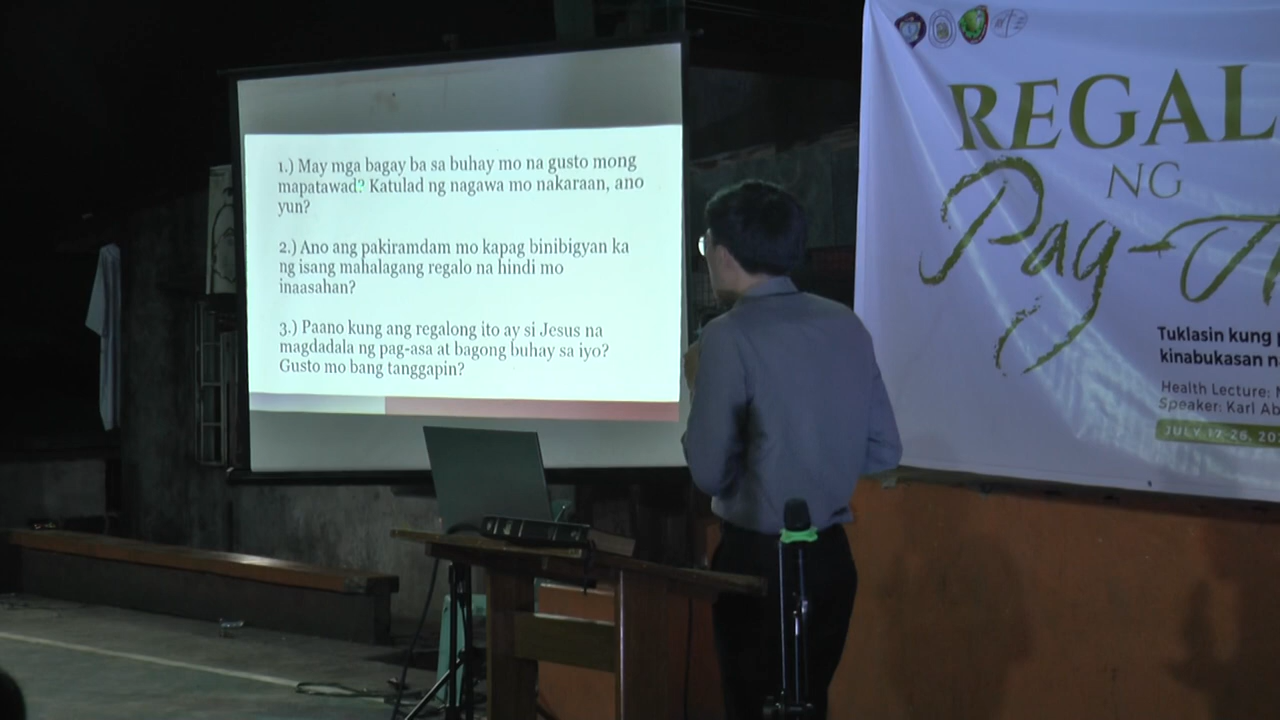 1.) May mga bagay ba sa buhay mo na gusto mong
mapatawad? Katulad ng nagawa mo nakaraan, ano
yun?
2.) Ano ang pakiramdam mo kapag binibigyan ka
ng isang mahalagang regalo na hindi mo
inaasahan?
3.) Paano kung ang regalong ito ay si Jesus na
magdadala ng pag-asa at bagong buhay sa iyo?
Gusto mo bang tanggapin?
REGAL
NG
Pag-
Tuklasin kung
kinabukasan
Health Lecture:
Speaker: Karl
JULY 17-26,